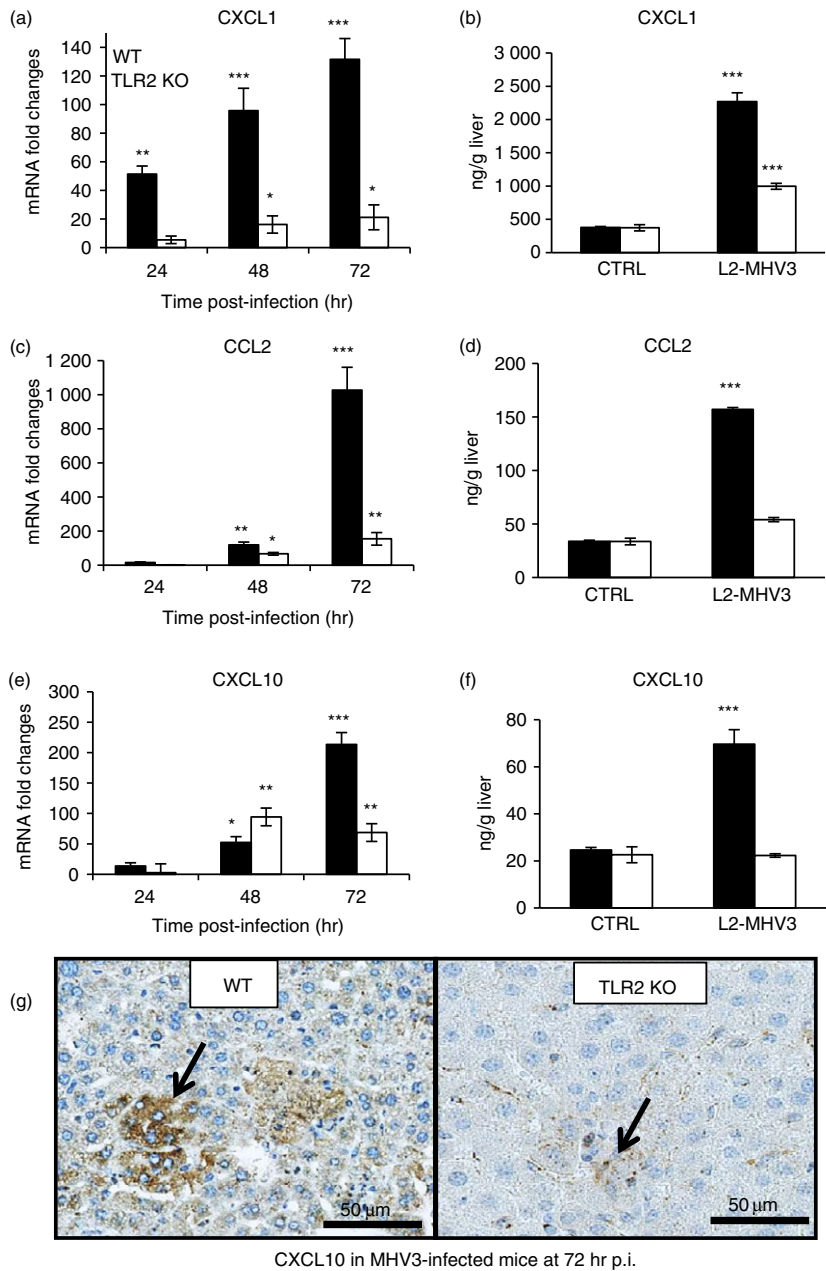 (a) CXCL1
***
140
120
100
80
60
40
20
0
mRNA fold changes
WT
TLR2 KO
**
***
*
*
24 48 72
Time post-infection (hr)
(b) CXCL1
3 000
2 500
2 000
1 500
1 000
500
0
ng/g liver
***
***
CTRL L2-MHV3
(c) CCL2
***
1 200
1 000
800
600
400
200
0
mRNA fold changes
**
*
**
24 48 72
Time post-infection (hr)
(d) CCL2
200
150
100
50
0
ng/g liver
***
CTRL L2-MHV3
(e) CXCL10
300
250
200
150
100
50
0
mRNA fold changes
***
**
*
**
24 48 72
Time post-infection (hr)
(f) CXCL10
80
60
40
20
0
ng/g liver
***
CTRL L2-MHV3
(g)
WT
TLR2 KO
50 µm
50 µm
CXCL10 in MHV3-infected mice at 72 hr p.i.